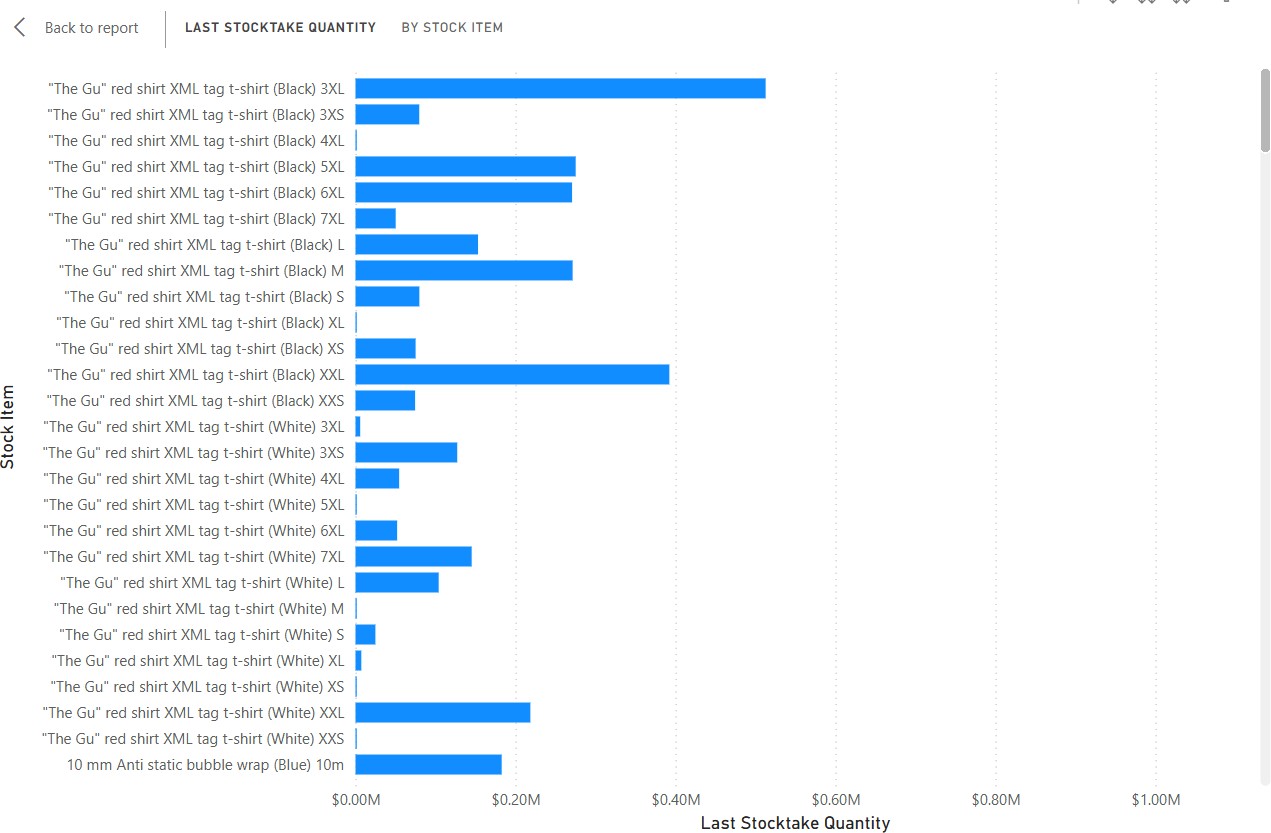 Back to report
LAST STOCKTAKE QUANTITY
BY STOCK ITEM
"The Gu" red shirt XML tag t-shirt (Black) 3XL
"The Gu" red shirt XML tag t-shirt (Black) 3XS
"The Gu" red shirt XML tag t-shirt (Black) 4XL
"The Gu" red shirt XML tag t-shirt (Black) 5XL
"The Gu" red shirt XML tag t-shirt (Black) 6XL
"The Gu" red shirt XML tag t-shirt (Black) 7XL
"The Gu" red shirt XML tag t-shirt (Black) L
"The Gu" red shirt XML tag t-shirt (Black) M
"The Gu" red shirt XML tag t-shirt (Black) S
"The Gu" red shirt XML tag t-shirt (Black) XL
"The Gu" red shirt XML tag t-shirt (Black) XS
"The Gu" red shirt XML tag t-shirt (Black) XXL
"The Gu" red shirt XML tag t-shirt (Black) XXS
"The Gu" red shirt XML tag t-shirt (White) 3XL
"The Gu" red shirt XML tag t-shirt (White) 3XS
"The Gu" red shirt XML tag t-shirt (White) 4XL
"The Gu" red shirt XML tag t-shirt (White) 5XL
"The Gu" red shirt XML tag t-shirt (White) 6XL
"The Gu" red shirt XML tag t-shirt (White) 7XL
"The Gu" red shirt XML tag t-shirt (White) L
"The Gu" red shirt XML tag t-shirt (White) M
"The Gu" red shirt XML tag t-shirt (White) S
"The Gu" red shirt XML tag t-shirt (White) XL
"The Gu" red shirt XML tag t-shirt (White) XS
"The Gu" red shirt XML tag t-shirt (White) XXL
"The Gu" red shirt XML tag t-shirt (White) XXS
10 mm Anti static bubble wrap (Blue) 10m
Stock Item
$0.00M $0.20M $0.40M $0.60M $0.80M $1.00M
Last Stocktake Quantity